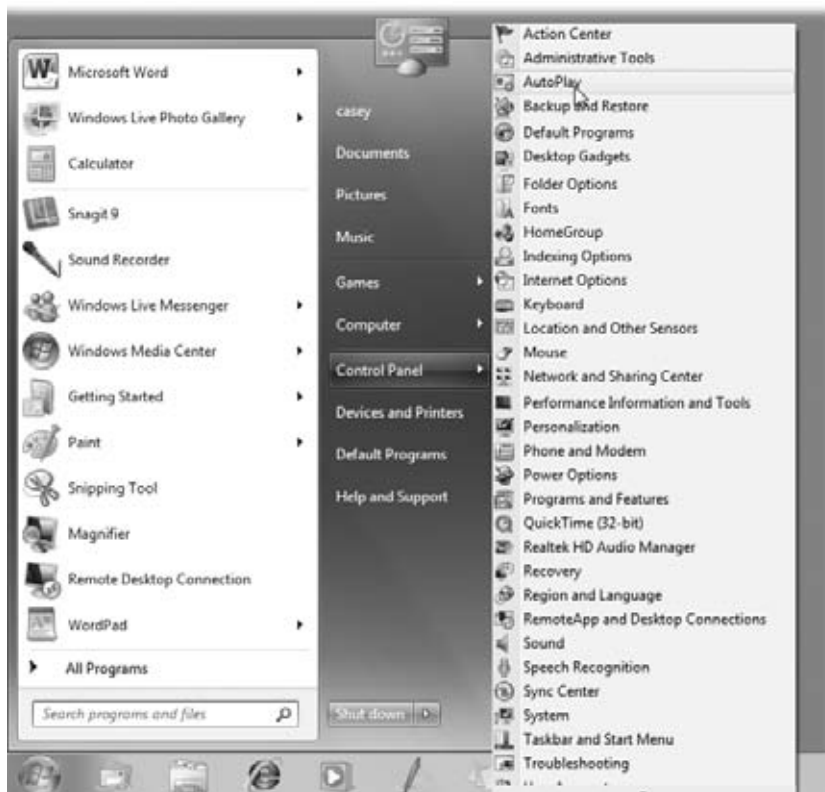 Microsoft Word
Windows Live Photo Gallery
Calculator
Snagit 9
Sound Recorder
Windows Live Messenger
Windows Media Center
Getting Started
Paint
Snipping Tool
Magnifier
Remote Desktop Connection
WordPad
All Programs
Search programs and files
casey
Documents
Pictures
Music
Games
Computer
Control Panel
Devices and Printers
Default Programs
Help and Support
Shut down
Action Center
Administrative Tools
AutoPlay
Backup and Restore
Default Programs
Desktop Gadgets
Folder Options
Fonts
HomeGroup
Indexing Options
Internet Options
Keyboard
Location and Other Sensors
Mouse
Network and Sharing Center
Performance Information and Tools
Personalization
Phone and Modem
Power Options
Programs and Features
QuickTime (32-bit)
Realtek HD Audio Manager
Recovery
Region and Language
RemoteApp and Desktop Connections
Sound
Speech Recognition
Sync Center
System
Taskbar and Start Menu
Troubleshooting